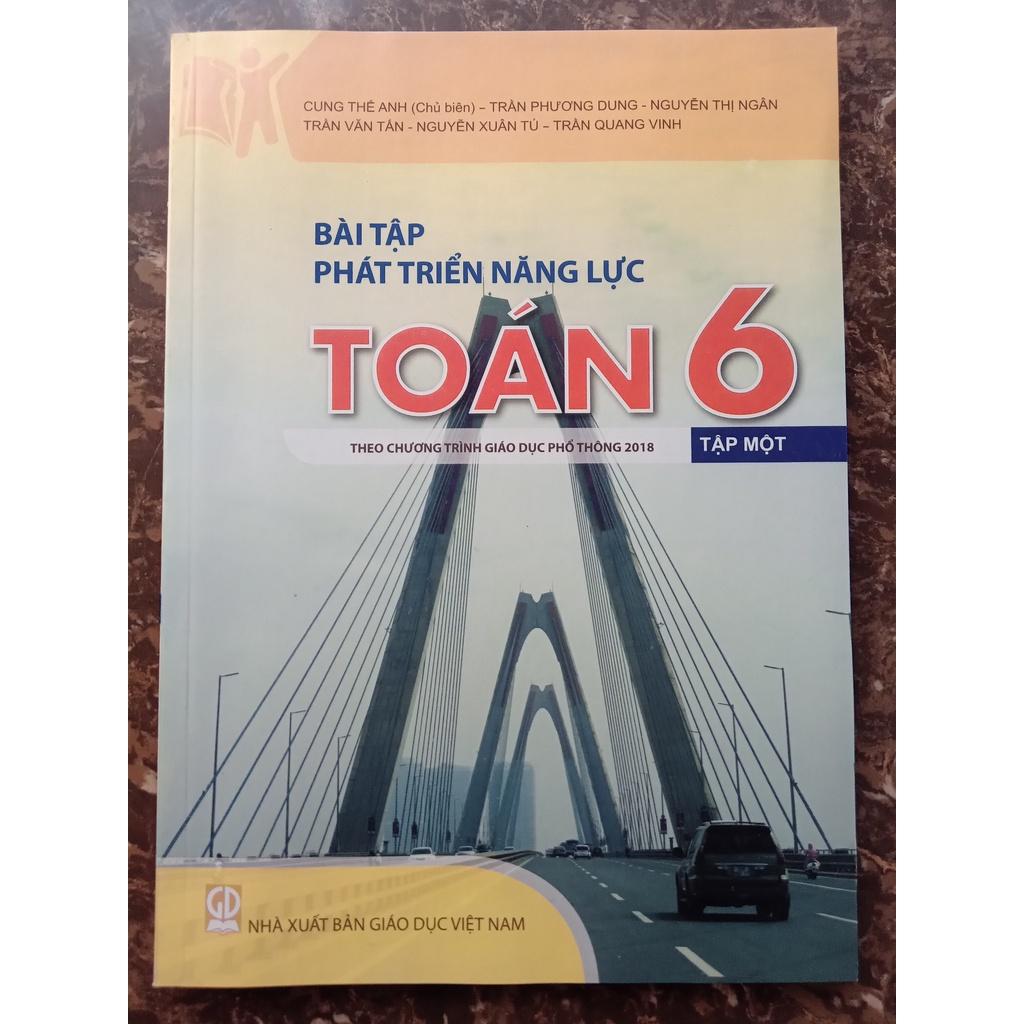 CUNG THẾ ANH (Chủ biên) – TRẦN PHƯƠNG DUNG - NGUYỄN THỊ NGÂN
TRẦN VĂN TẤN - NGUYỄN XUÂN TÚ – TRẦN QUANG VINH
BÀI TẬP
PHÁT TRIỂN NĂNG LỰC
TOÁN 6
THEO CHƯƠNG TRÌNH GIÁO DỤC PHỔ THÔNG 2018
TẬP MỘT
GD
NHÀ XUẤT BẢN GIÁO DỤC VIỆT NAM